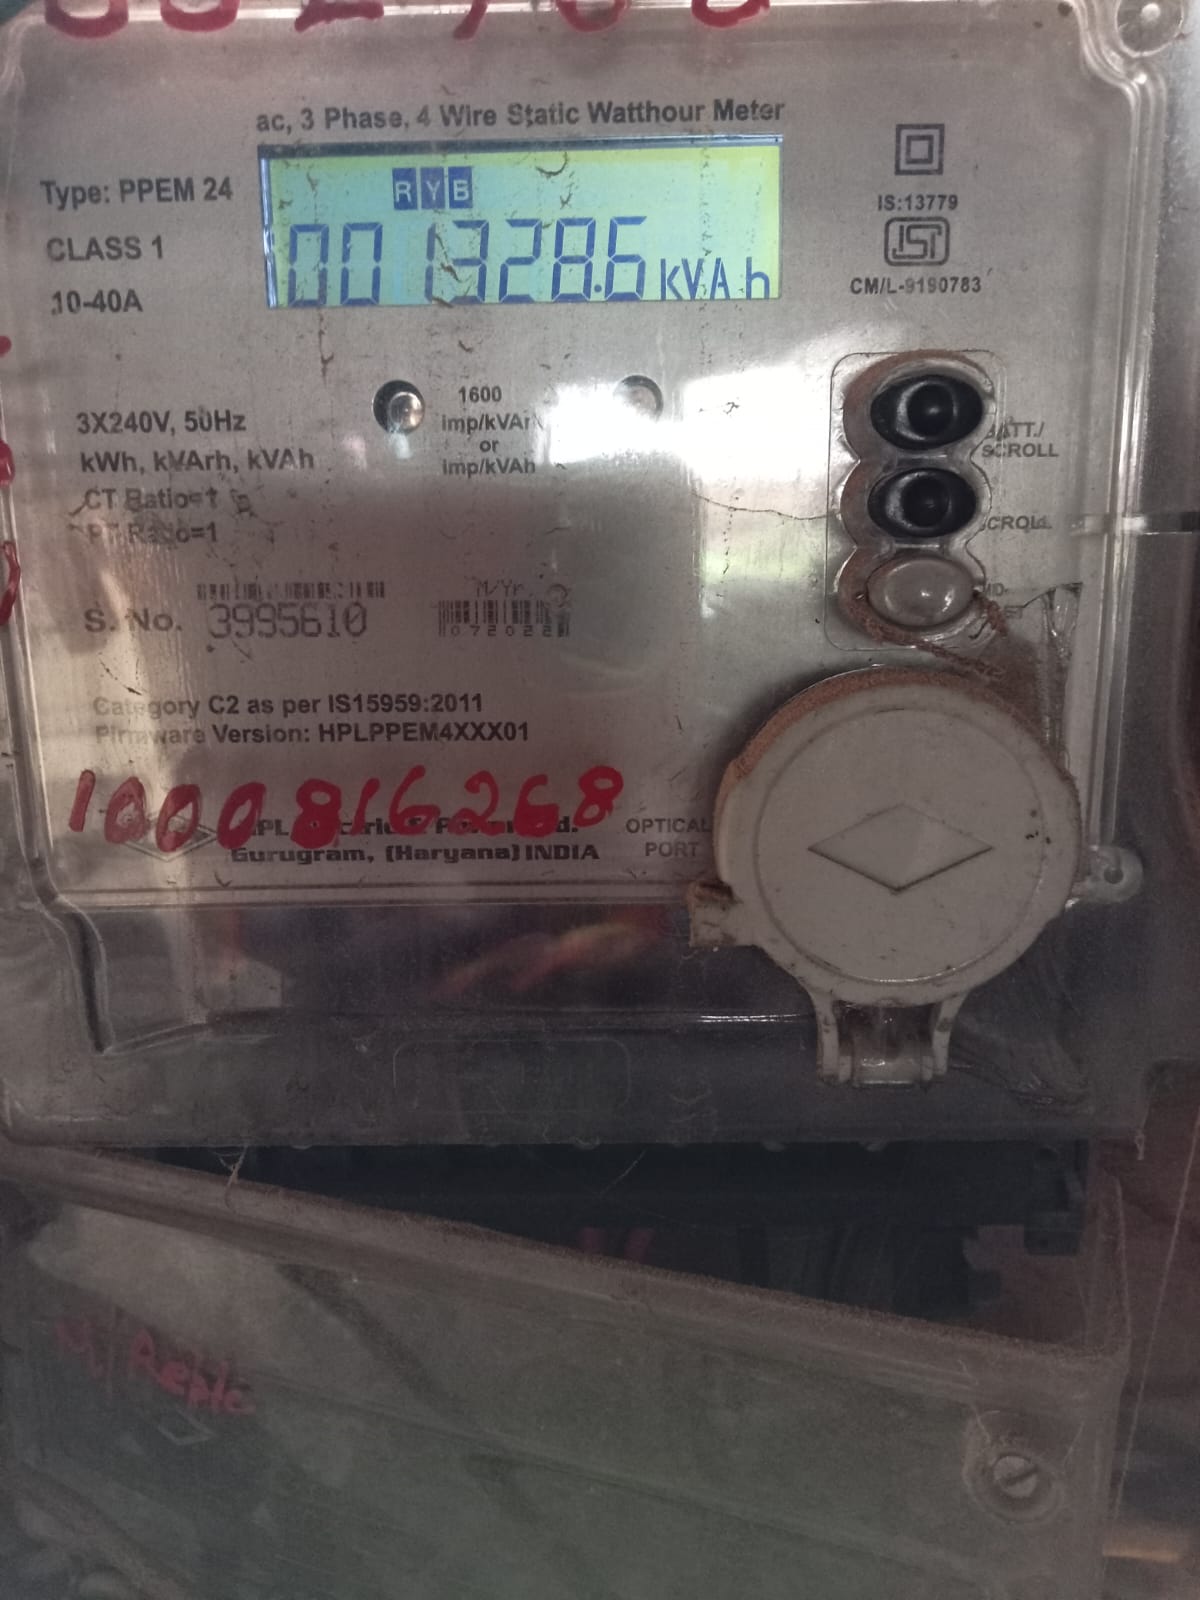 ac, 3 Phase, 4 Wire Static Watthour Meter
Type: PPEM 24
CLASS 1
10-40A
R Y B
001328.6 kVAh
IS:13779
ISI
CM/L-9190783
3X240V, 50Hz
kWh, kVArh, kVAh
CT Ratio=1
PT Ratio=1
1600
imp/kVArh
or
imp/kVAh
BATT./
SCROLL
SCROLL
MD-
S. No. 3995610
M/Yr.
072022
Category C2 as per IS15959:2011
Firmware Version: HPLPPEM4XXX01
1000816268
Gurugram, (Haryana) INDIA
OPTICAL
PORT